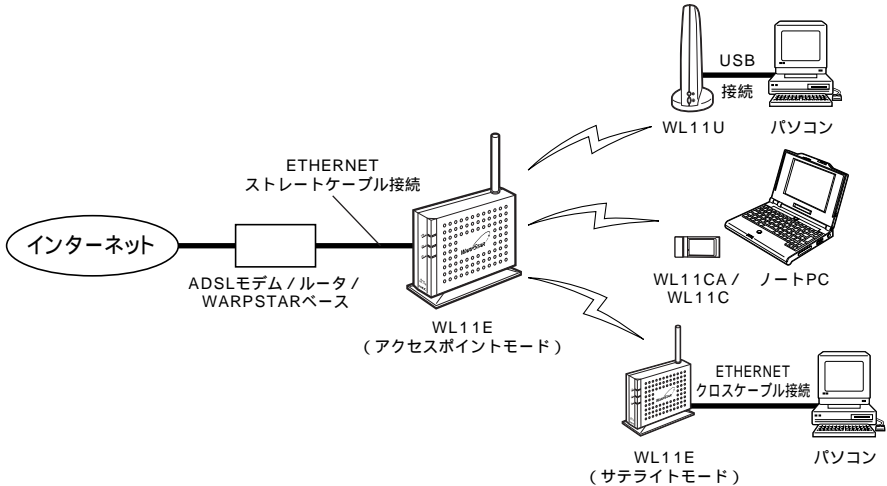 USB
接続
WL11U
パソコン
ETHERNET
ストレートケーブル接続
インターネット
ADSLモデム/ルータ/
WARPSTARベース
WARPSTAR
WL11E
(アクセスポイントモード)
WL11CA/
WL11C
ノートPC
ETHERNET
クロスケーブル接続
WL11E
(サテライトモード)
パソコン